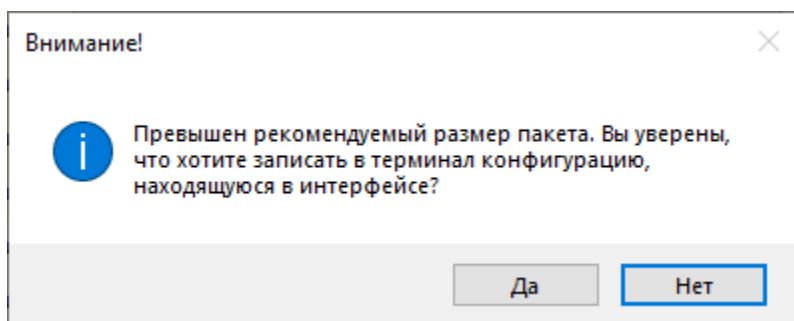 Внимание!
Превышен рекомендуемый размер пакета. Вы уверены,
что хотите записать в терминал конфигурацию,
находящуюся в интерфейсе?
Да
Нет